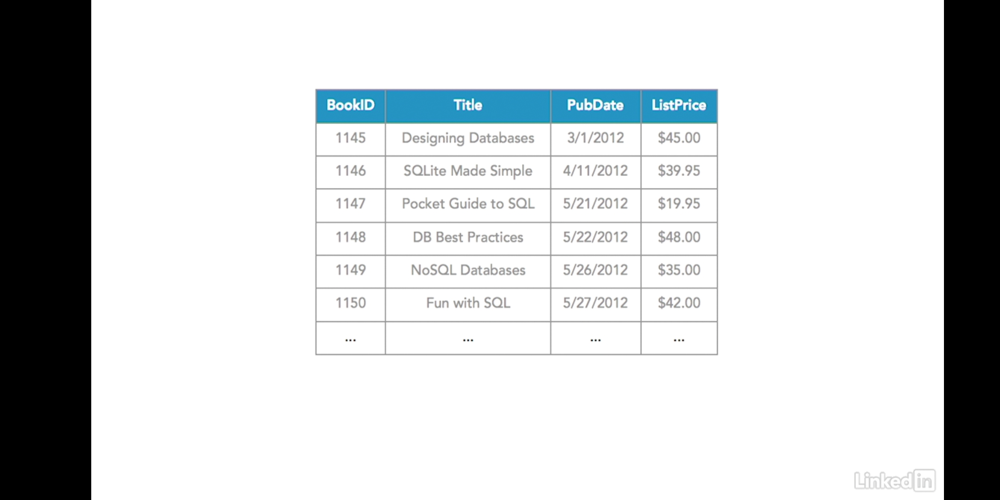 BookID Title PubDate ListPrice
1145 Designing Databases 3/1/2012 $45.00
1146 SQLite Made Simple 4/11/2012 $39.95
1147 Pocket Guide to SQL 5/21/2012 $19.95
1148 DB Best Practices 5/22/2012 $48.00
1149 NoSQL Databases 5/26/2012 $35.00
1150 Fun with SQL 5/27/2012 $42.00
... ... ... ...
Linked in